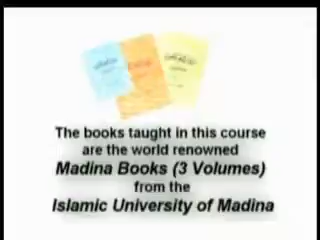 The books taught in this course
are the world renowned
Madina Books (3 Volumes)
from the
Islamic University of Madina